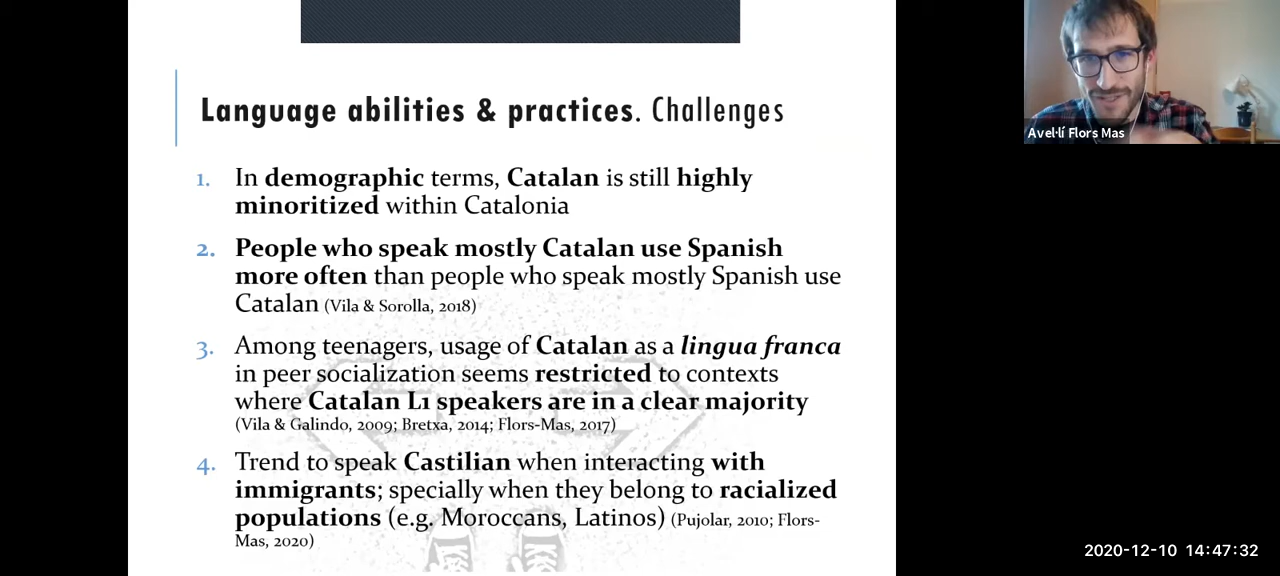 Language abilities & practices. Challenges
1. In demographic terms, Catalan is still highly
minoritized within Catalonia
2. People who speak mostly Catalan use Spanish
more often than people who speak mostly Spanish use
Catalan (Vila & Sorolla, 2018)
3. Among teenagers, usage of Catalan as a lingua franca
in peer socialization seems restricted to contexts
where Catalan L1 speakers are in a clear majority
(Vila & Galindo, 2009; Bretxa, 2014; Flors-Mas, 2017)
4. Trend to speak Castilian when interacting with
immigrants; specially when they belong to racialized
populations (e.g. Moroccans, Latinos) (Pujolar, 2010; Flors-
Mas, 2020)
Avel·lí Flors Mas
2020-12-10 14:47:32